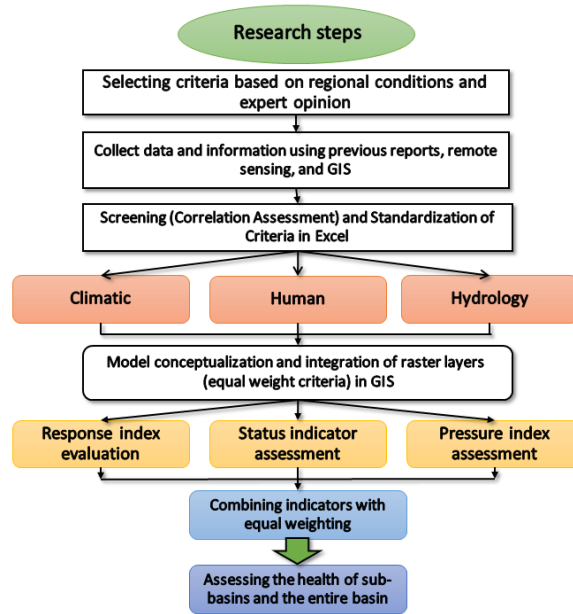 Research steps
Selecting criteria based on regional conditions and
expert opinion
Collect data and information using previous reports, remote
sensing, and GIS
Screening (Correlation Assessment) and Standardization of
Criteria in Excel
Climatic
Human
Hydrology
Model conceptualization and integration of raster layers
(equal weight criteria) in GIS
Response index
evaluation
Status indicator
assessment
Pressure index
assessment
Combining indicators with
equal weighting
Assessing the health of sub-
basins and the entire basin